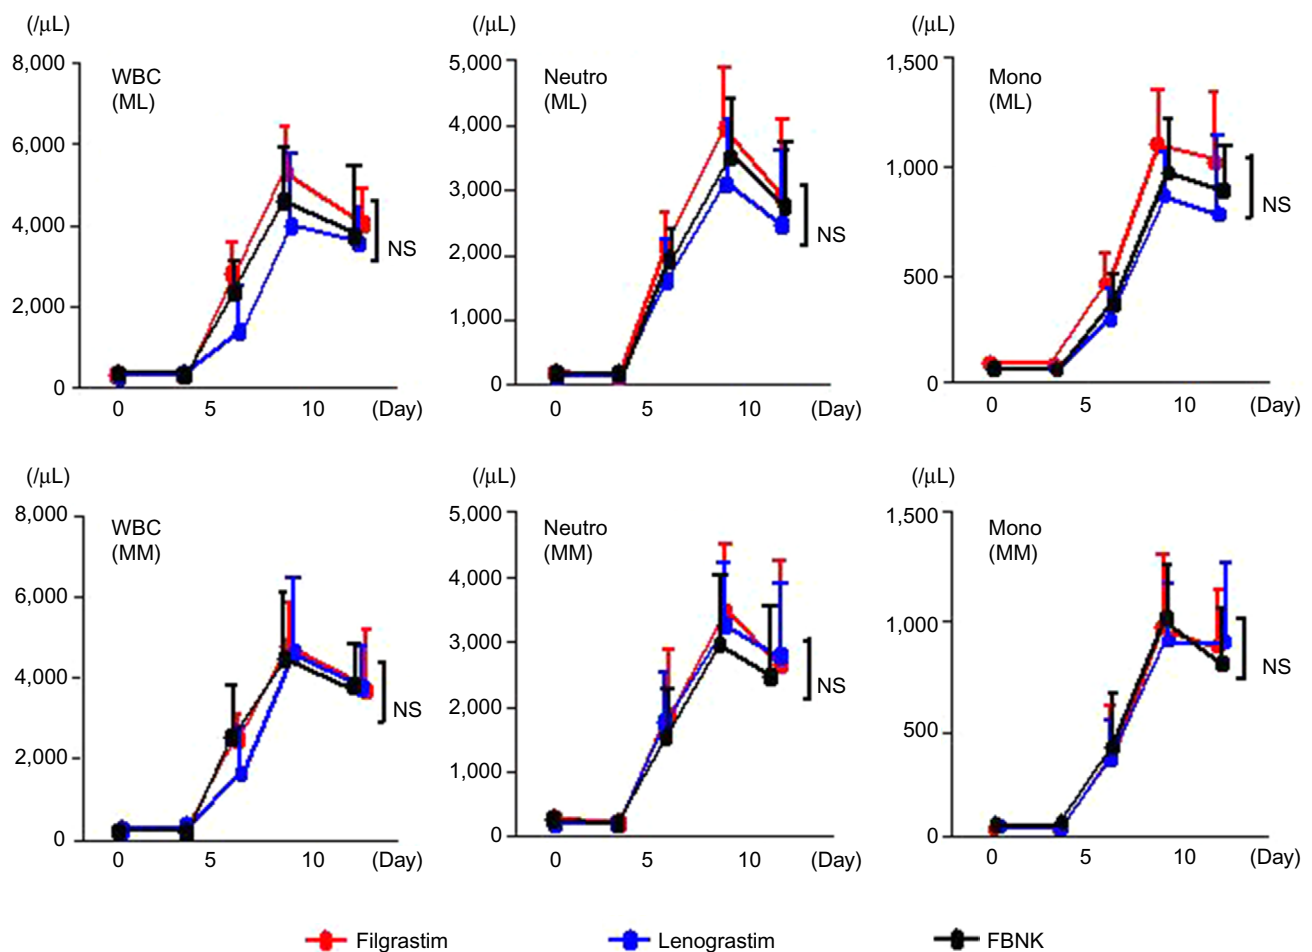 (/μL) (/μL) (/μL)
8,000 6,000 4,000 2,000 0
WBC
(ML)
NS
0 5 10 (Day)
5,000 4,000 3,000 2,000 1,000 0
Neutro
(ML)
NS
0 5 10 (Day)
1,500 1,000 500 0
Mono
(ML)
NS
0 5 10 (Day)
(/μL) (/μL) (/μL)
8,000 6,000 4,000 2,000 0
WBC
(MM)
NS
0 5 10 (Day)
5,000 4,000 3,000 2,000 1,000 0
Neutro
(MM)
NS
0 5 10 (Day)
1,500 1,000 500 0
Mono
(MM)
NS
0 5 10 (Day)
Filgrastim Lenograstim FBNK